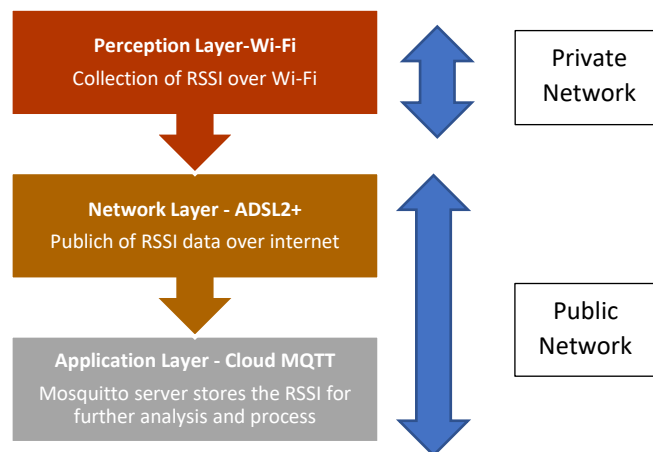 Perception Layer-Wi-Fi
Collection of RSSI over Wi-Fi
Private
Network
Network Layer - ADSL2+
Publich of RSSI data over internet
Public
Network
Application Layer - Cloud MQTT
Mosquitto server stores the RSSI for
further analysis and process